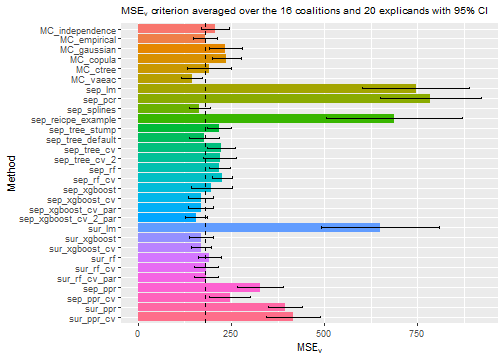 MSEᵥ criterion averaged over the 16 coalitions and 20 explicands with 95% CI
Method
MC_independence
MC_empirical
MC_gaussian
MC_copula
MC_ctree
MC_vaeac
sep_lm
sep_pcr
sep_splines
sep_reicpe_example
sep_tree_stump
sep_tree_default
sep_tree_cv
sep_tree_cv_2
sep_rf
sep_rf_cv
sep_xgboost
sep_xgboost_cv
sep_xgboost_cv_par
sep_xgboost_cv_2_par
sur_lm
sur_xgboost
sur_xgboost_cv
sur_rf
sur_rf_cv
sur_rf_cv_par
sep_ppr
sep_ppr_cv
sur_ppr
sur_ppr_cv
0 250 500 750
MSEᵥ